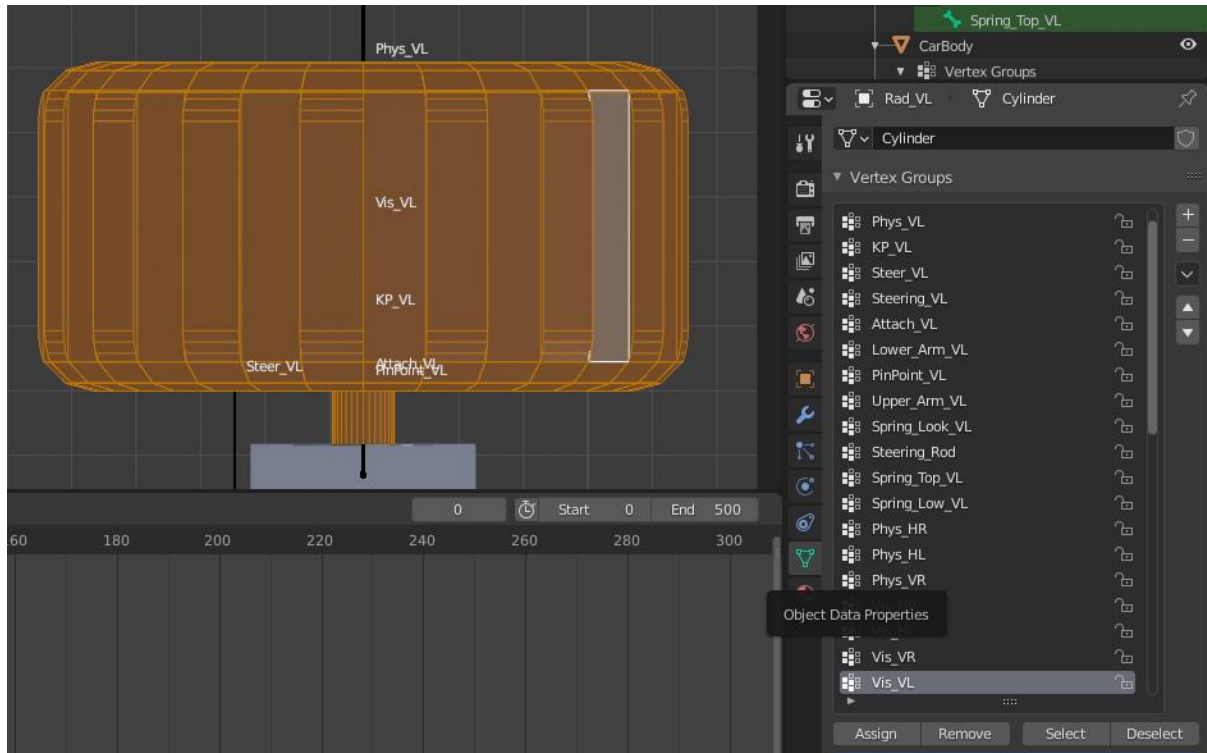 Phys_VL
Vis_VL
KP_VL
Steer_VL
Attach_VL
PinPoint_VL
0
Start 0
End 500
180
200
220
240
260
280
300
Spring_Top_VL
CarBody
Vertex Groups
Rad_VL
Cylinder
Cylinder
Vertex Groups
Phys_VL
KP_VL
Steer_VL
Steering_VL
Attach_VL
Lower_Arm_VL
PinPoint_VL
Upper_Arm_VL
Spring_Look_VL
Steering_Rod
Spring_Top_VL
Spring_Low_VL
Phys_HR
Phys_HL
Phys_VR
Object Data Properties
Vis_VR
Vis_VL
Assign
Remove
Select
Deselect